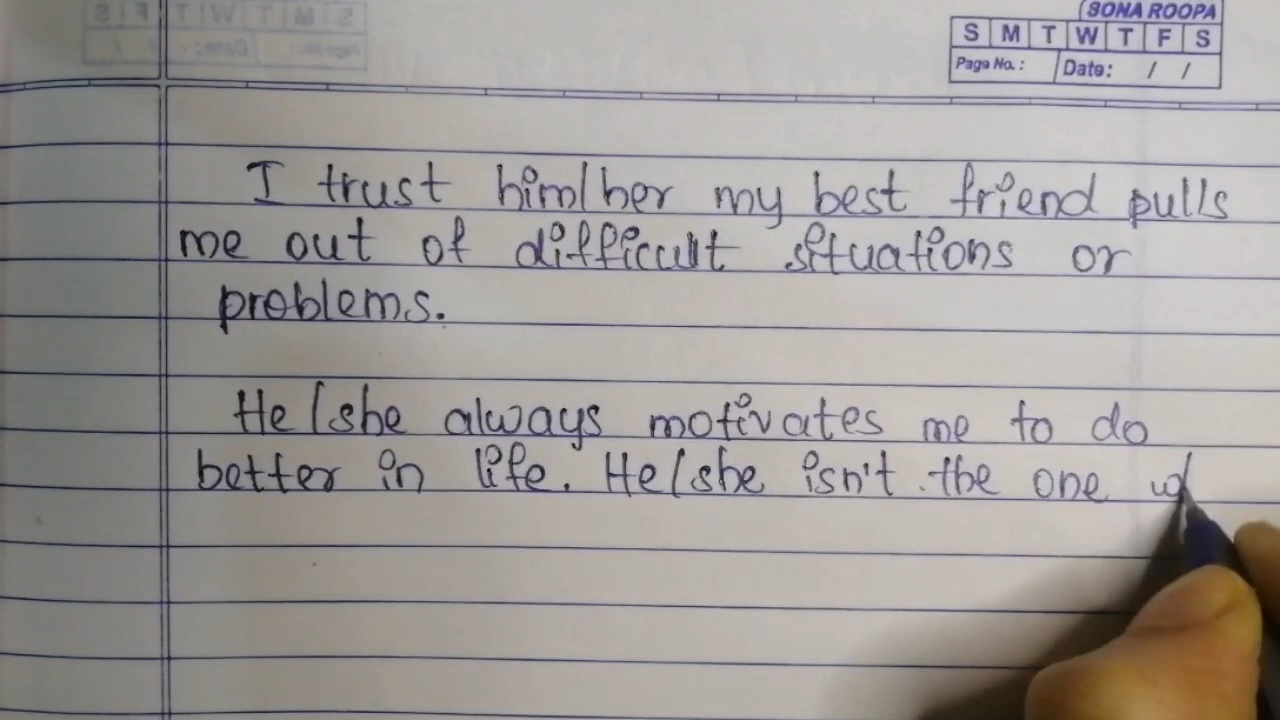 SONA ROOPA
S M T W T F S
Page No.: Date: / /
I trust him/her my best friend pulls
me out of difficult situations or
problems.
He/she always motivates me to do
better in life. He/she isn't the one